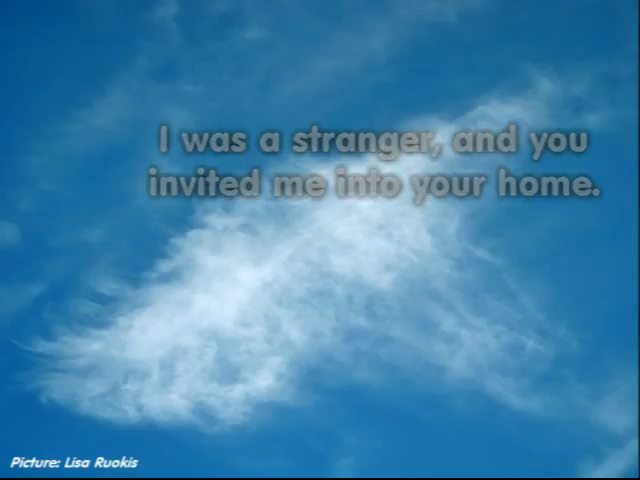 I was a stranger, and you
invited me into your home.
Picture: Lisa Ruokis